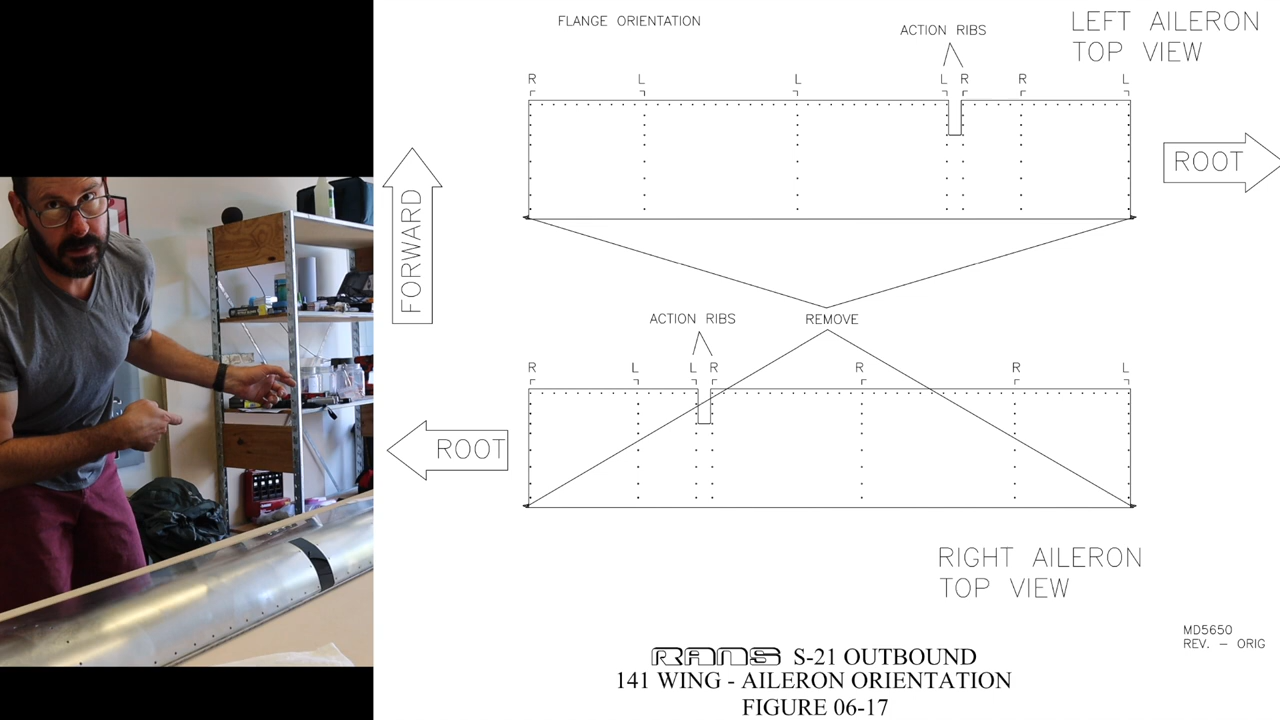 FLANGE ORIENTATION
LEFT AILERON
TOP VIEW
ACTION RIBS
R L L L R R L
ROOT
FORWARD
ACTION RIBS
REMOVE
R L L R R R L
ROOT
RIGHT AILERON
TOP VIEW
MD5650
REV. - ORIG
RANS S-21 OUTBOUND
141 WING - AILERON ORIENTATION
FIGURE 06-17